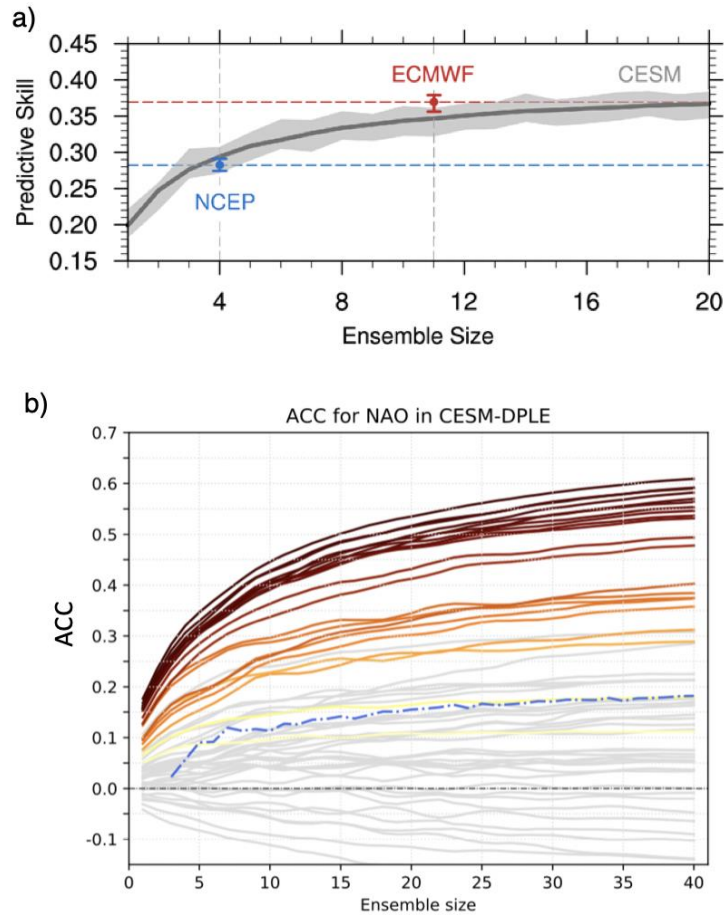 a)
0.45
0.40
0.35
0.30
0.25
0.20
0.15
Predictive Skill
ECMWF
CESM
NCEP
4 8 12 16 20
Ensemble Size
b)
ACC for NAO in CESM-DPLE
0.7
0.6
0.5
0.4
0.3
0.2
0.1
0.0
-0.1
ACC
0 5 10 15 20 25 30 35 40
Ensemble size